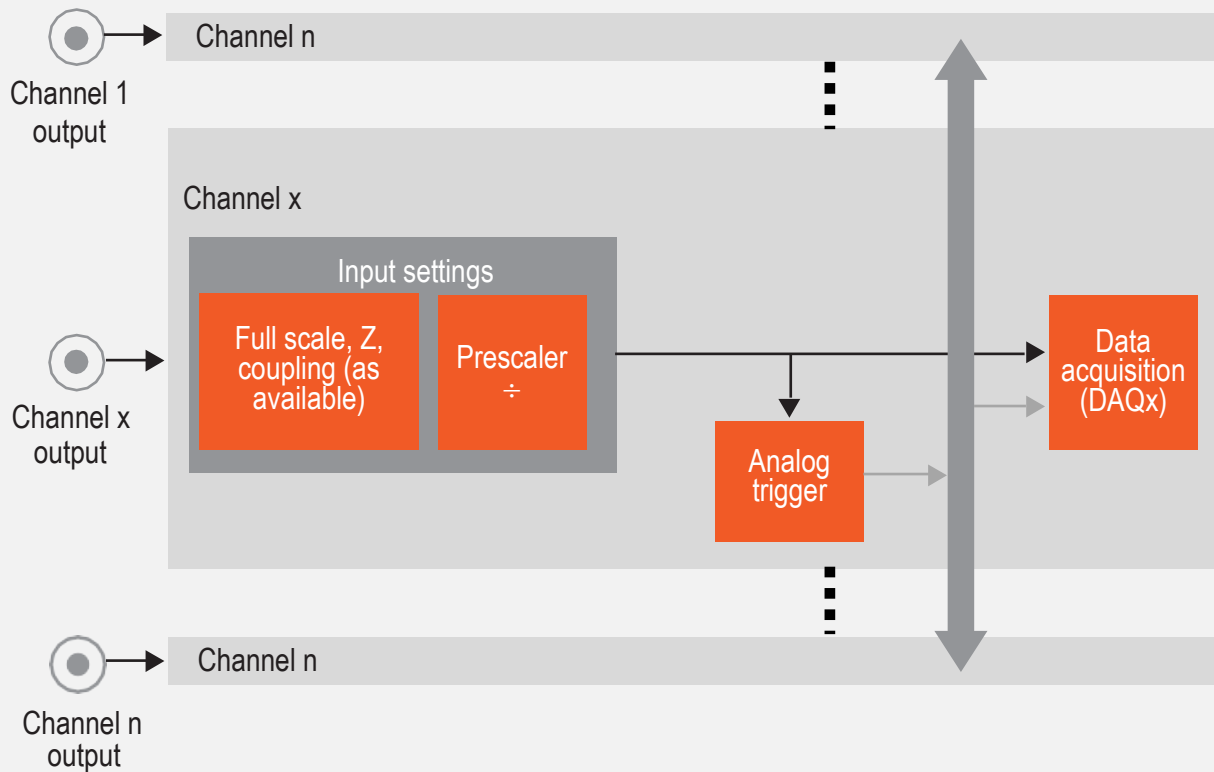 Channel n
Channel 1
output
Channel x
Input settings
Full scale, Z,
coupling (as
available)
Prescaler
÷
Data
acquisition
(DAQx)
Channel x
output
Analog
trigger
Channel n
Channel n
output